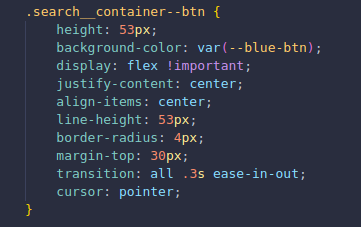 .search__container--btn {
height: 53px;
background-color: var(--blue-btn);
display: flex !important;
justify-content: center;
align-items: center;
line-height: 53px;
border-radius: 4px;
margin-top: 30px;
transition: all .3s ease-in-out;
cursor: pointer;
}